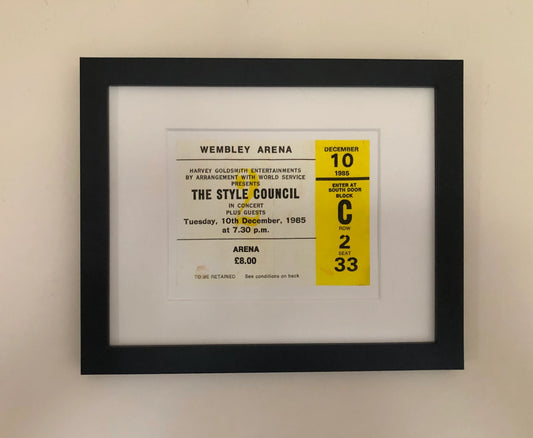 WEMBLEY ARENA
HARVEY GOLDSMITH ENTERTAINMENTS
BY ARRANGEMENT WITH WORLD SERVICE
PRESENTS
THE STYLE COUNCIL
IN CONCERT
PLUS GUESTS
Tuesday, 10th December, 1985
at 7.30 p.m.
ARENA
£8.00
TO BE RETAINED See conditions on back
DECEMBER
10
1985
ENTER AT
SOUTH DOOR
BLOCK
C
ROW
2
SEAT
33